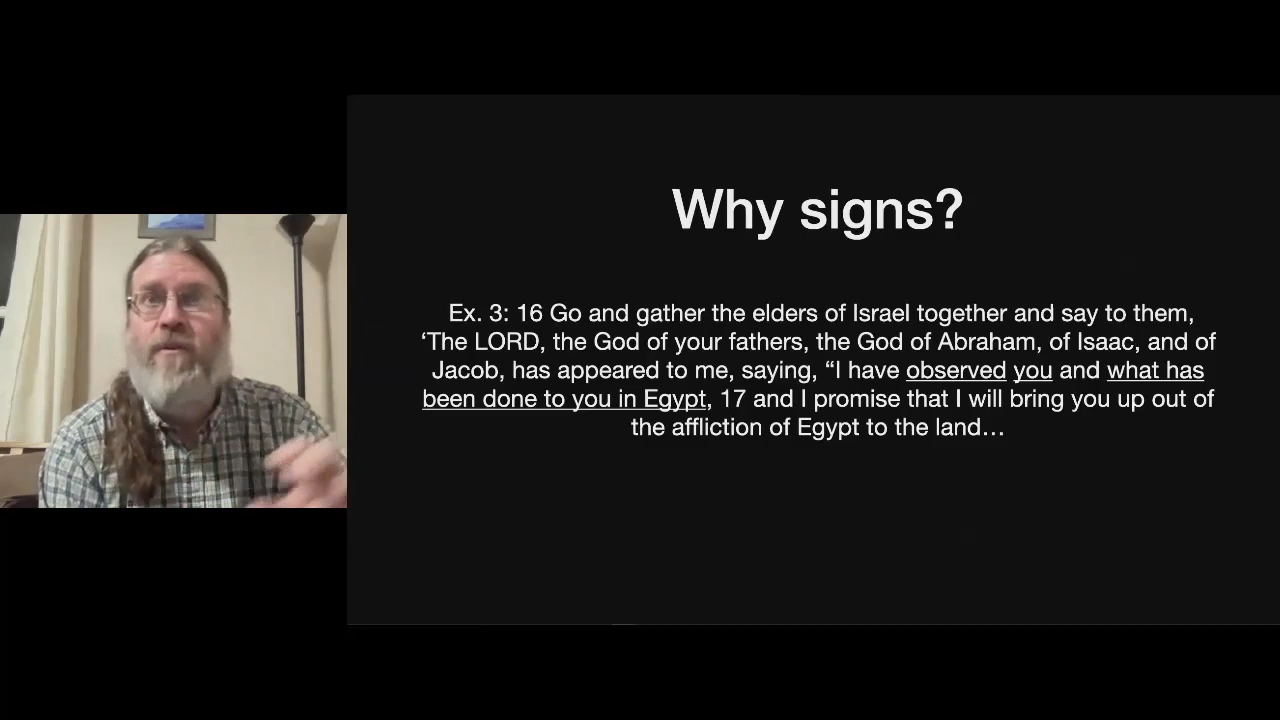 Why signs?
Ex. 3: 16 Go and gather the elders of Israel together and say to them,
‘The LORD, the God of your fathers, the God of Abraham, of Isaac, and of
Jacob, has appeared to me, saying, “I have observed you and what has
been done to you in Egypt, 17 and I promise that I will bring you up out of
the affliction of Egypt to the land…